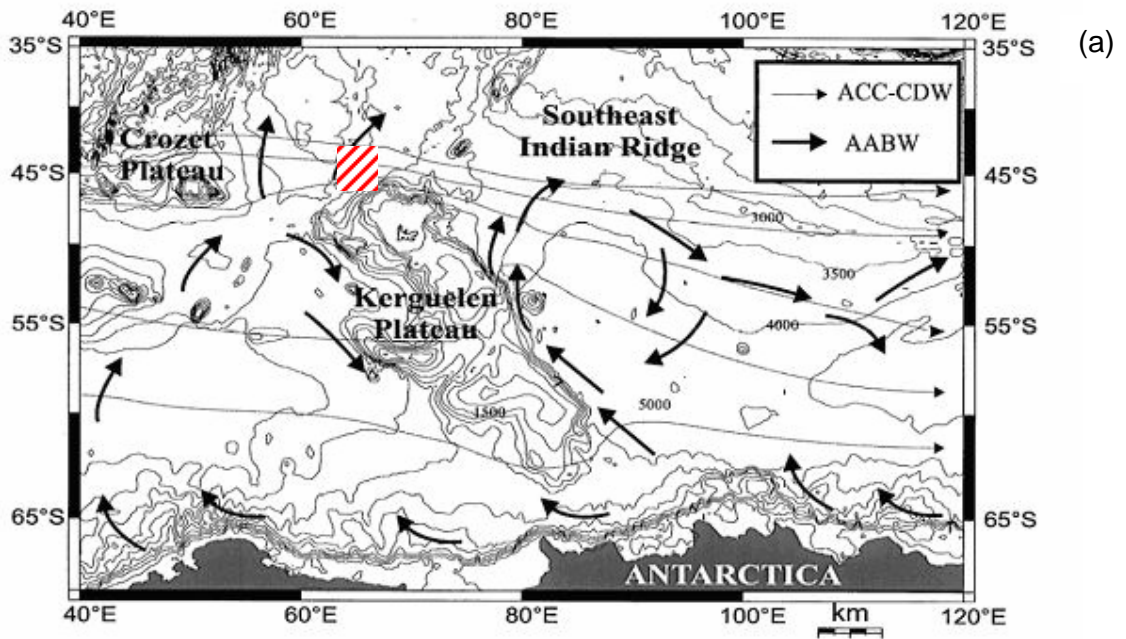 40°E 60°E 80°E 100°E 120°E
35°S 35°S
(a)
ACC-CDW
AABW
Southeast
Indian Ridge
Crozet
Plateau
45°S 45°S
3000
3500
Kerguelen
Plateau
4000
55°S 55°S
1500
5000
65°S 65°S
ANTARCTICA
40°E 60°E 80°E 100°E km 120°E